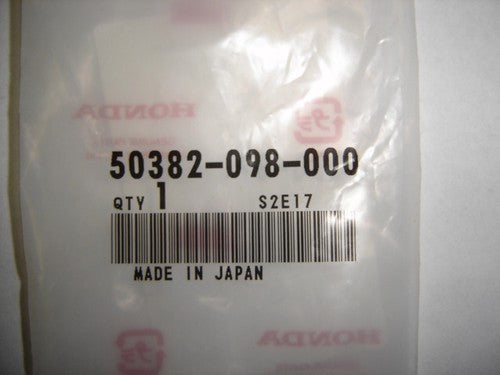 HONDA
50382-098-000
QTY 1 S2E17
MADE IN JAPAN
HONDA